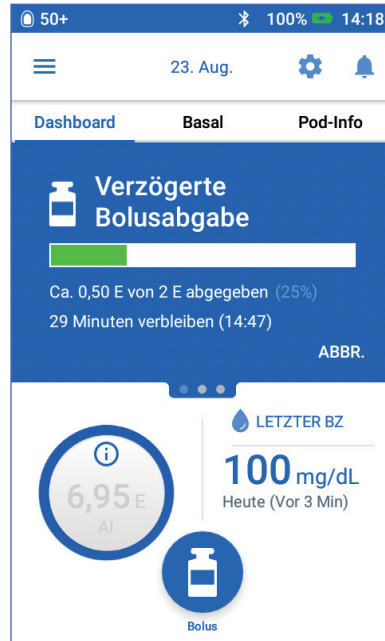 50+ 100% 14:18
23. Aug.
Dashboard Basal Pod-Info
Verzögerte
Bolusabgabe
Ca. 0,50 E von 2 E abgegeben (25%)
29 Minuten verbleiben (14:47)
ABBR.
LETZTER BZ
100 mg/dL
Heute (Vor 3 Min)
6,95 E
AI
Bolus